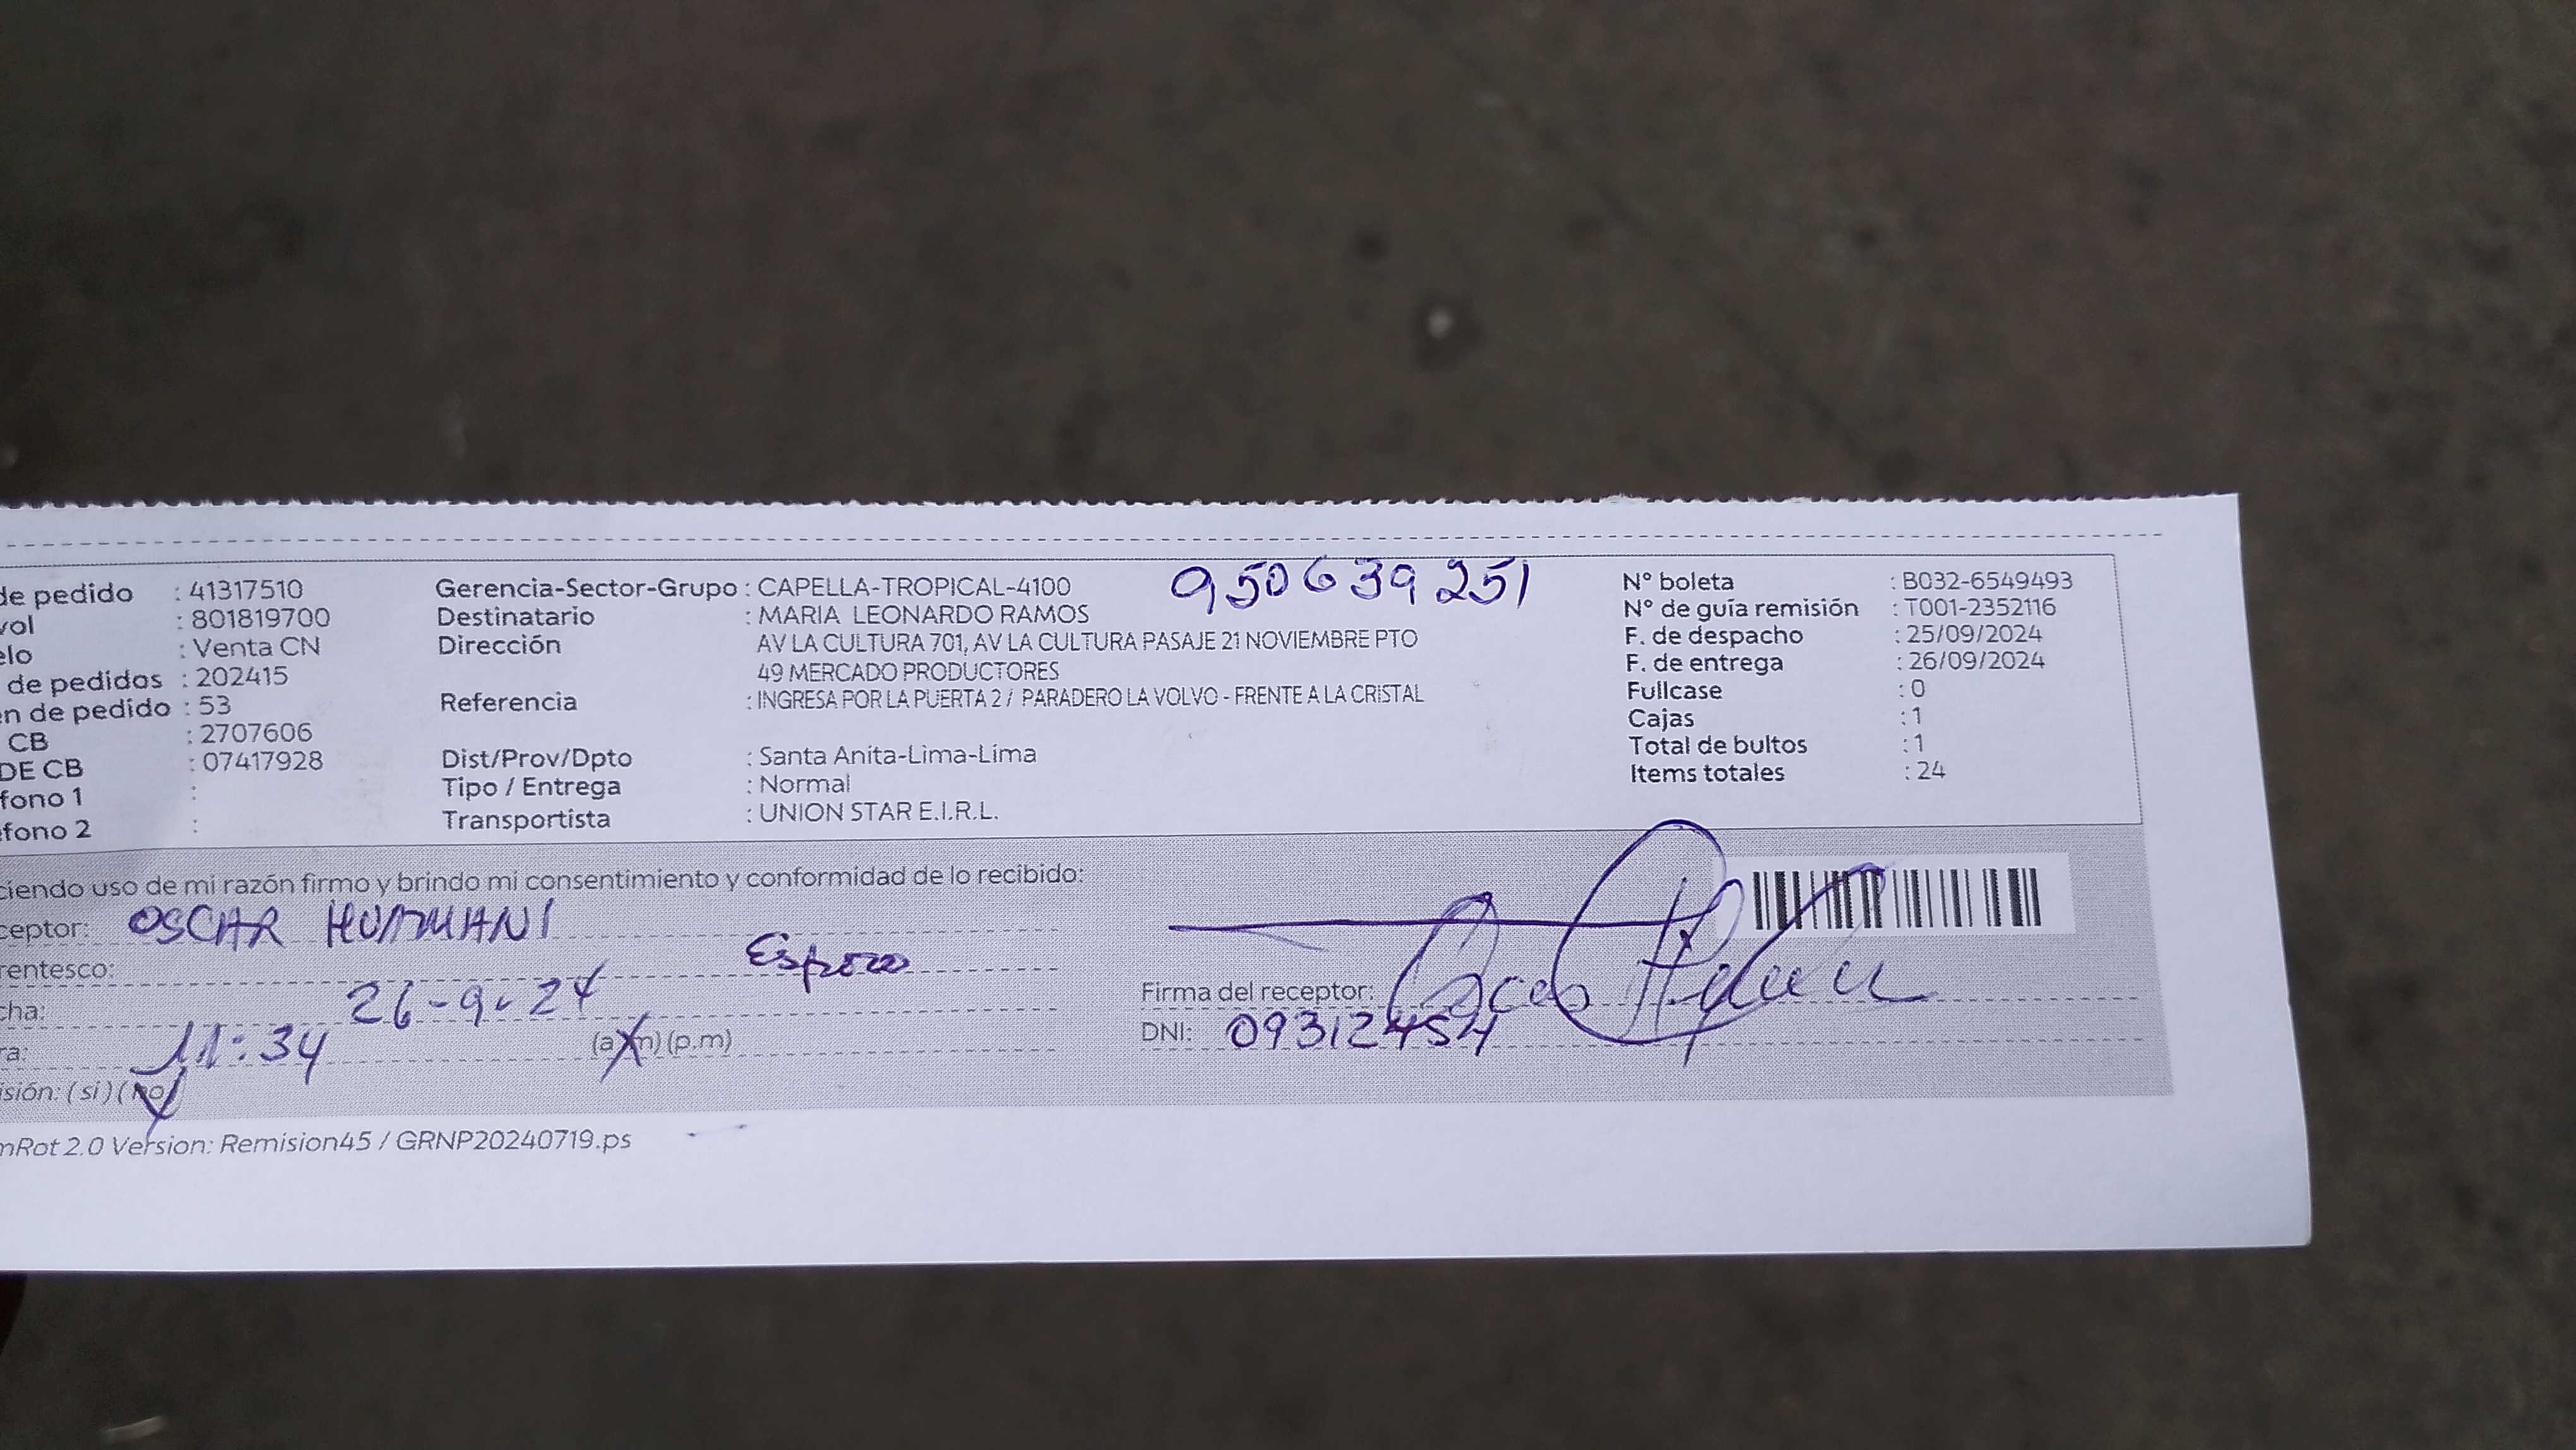 de pedido : 41317510
vol : 801819700
elo : Venta CN
de pedidos : 202415
n de pedido : 53
CB : 2707606
DE CB : 07417928
fono 1 :
fono 2 :
Gerencia-Sector-Grupo : CAPELLA-TROPICAL-4100
Destinatario : MARIA LEONARDO RAMOS
Dirección AV LA CULTURA 701, AV LA CULTURA PASAJE 21 NOVIEMBRE PTO
49 MERCADO PRODUCTORES
Referencia : INGRESA POR LA PUERTA 2 / PARADERO LA VOLVO - FRENTE A LA CRISTAL
Dist/Prov/Dpto : Santa Anita-Lima-Lima
Tipo / Entrega : Normal
Transportista : UNION STAR E.I.R.L.
950639251
N° boleta : B032-6549493
N° de guía remisión : T001-2352116
F. de despacho : 25/09/2024
F. de entrega : 26/09/2024
Fullcase : 0
Cajas : 1
Total de bultos : 1
Items totales : 24
ciendo uso de mi razón firmo y brindo mi consentimiento y conformidad de lo recibido:
ceptor: OSCAR HUAMANI
rentesco: Esposo
cha: 26-9-24
ra: 11:34 (a.m) (p.m)
isión: (si) (no)
Firma del receptor:
DNI: 09312454
mRot 2.0 Version: Remision45 / GRNP20240719.ps